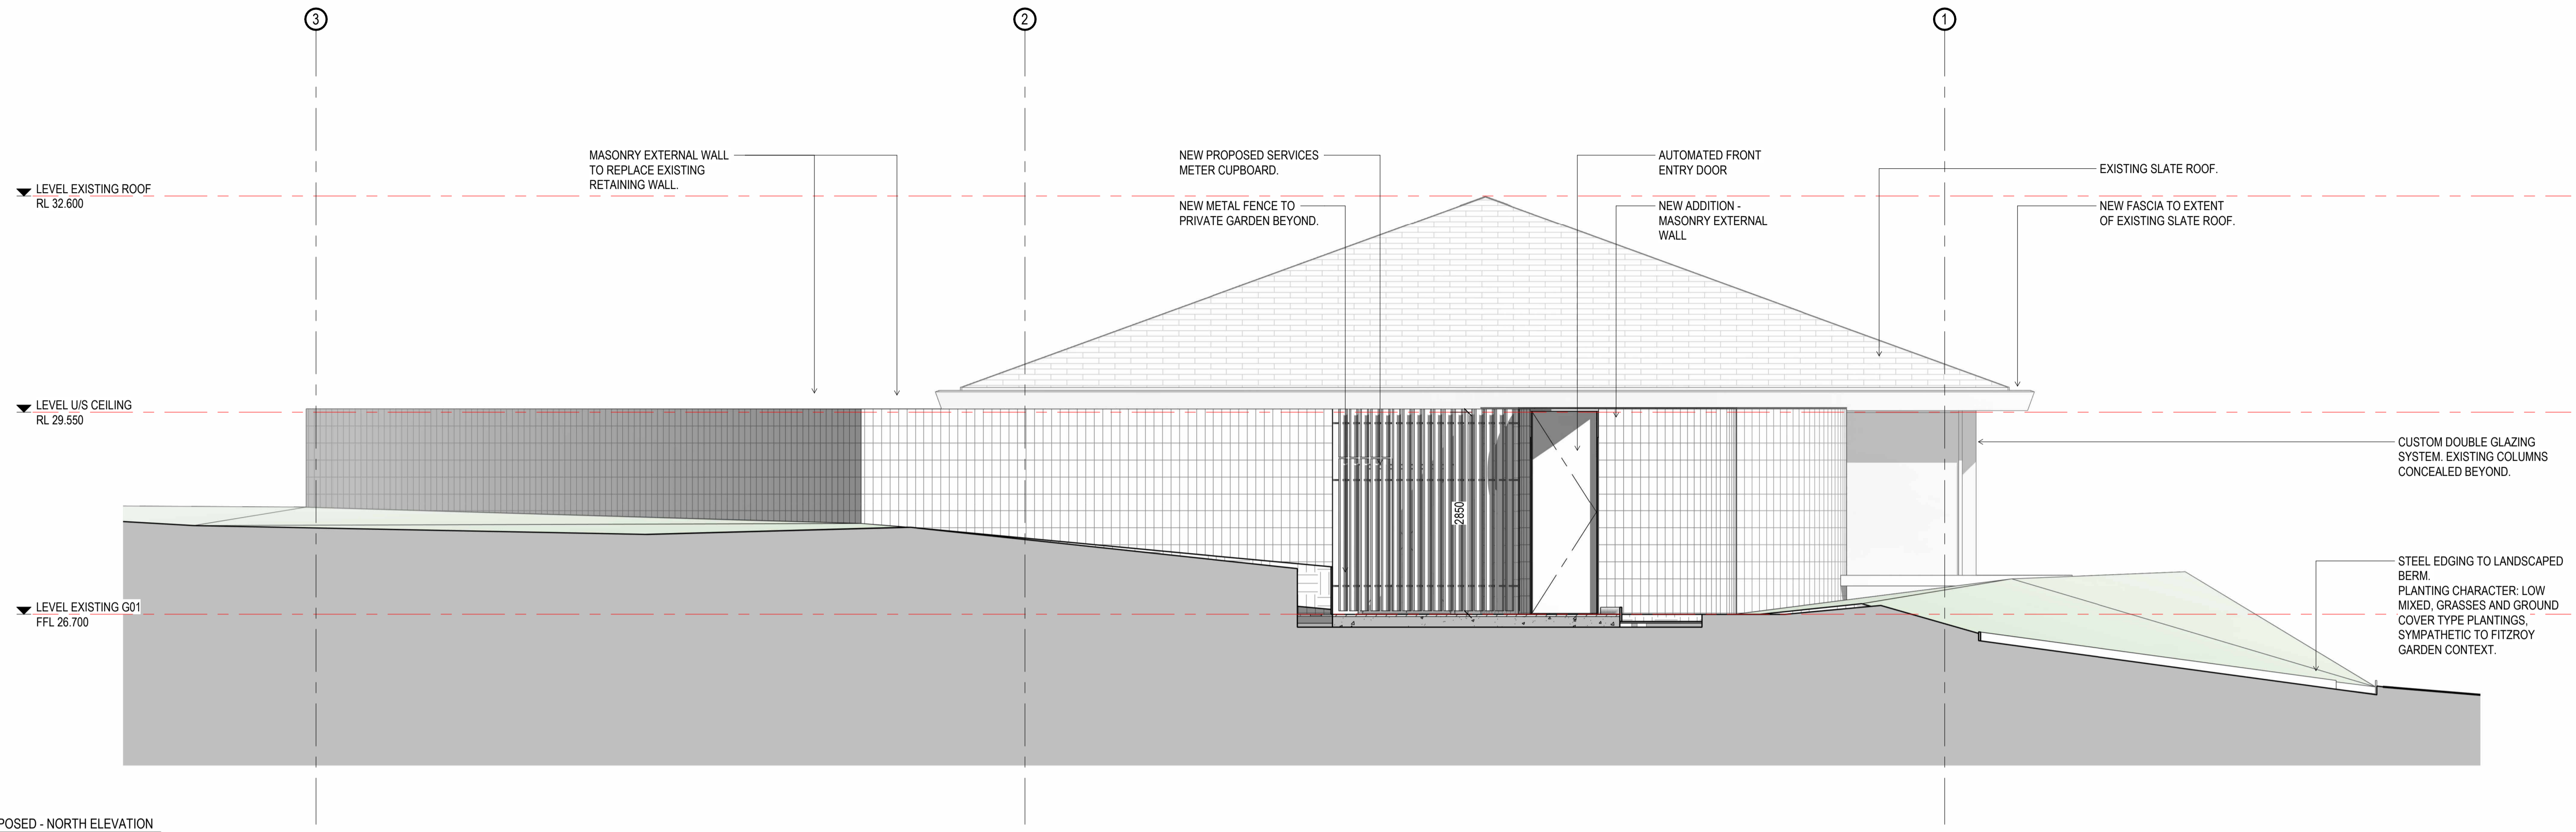 3
2
1
MASONRY EXTERNAL WALL
TO REPLACE EXISTING
RETAINING WALL.
NEW PROPOSED SERVICES
METER CUPBOARD.
AUTOMATED FRONT
ENTRY DOOR
EXISTING SLATE ROOF.
LEVEL EXISTING ROOF
RL 32.600
NEW METAL FENCE TO
PRIVATE GARDEN BEYOND.
NEW ADDITION -
MASONRY EXTERNAL
WALL
NEW FASCIA TO EXTENT
OF EXISTING SLATE ROOF.
LEVEL U/S CEILING
RL 29.550
CUSTOM DOUBLE GLAZING
SYSTEM. EXISTING COLUMNS
CONCEALED BEYOND.
2850
STEEL EDGING TO LANDSCAPED
BERM.
PLANTING CHARACTER: LOW
MIXED, GRASSES AND GROUND
COVER TYPE PLANTINGS,
SYMPATHETIC TO FITZROY
GARDEN CONTEXT.
LEVEL EXISTING G01
FFL 26.700
POSED - NORTH ELEVATION